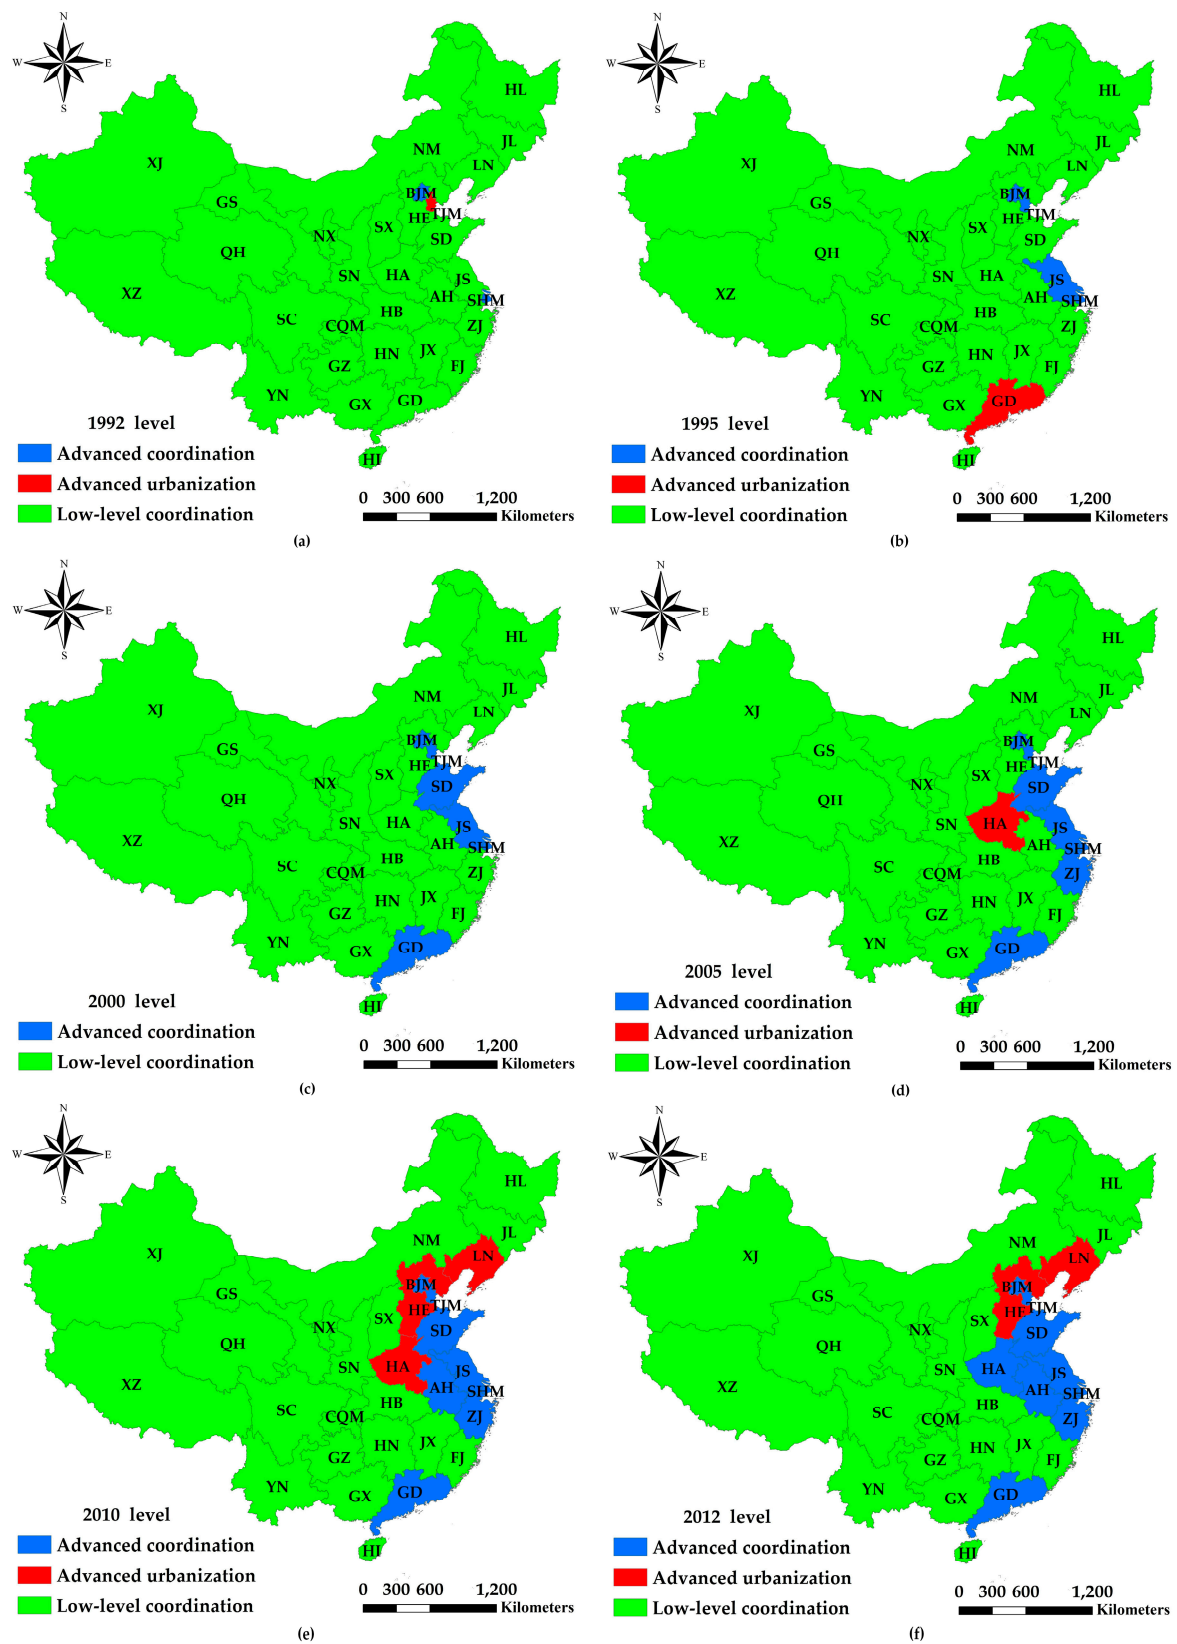 N
W E
S
HL
JL
NM
LN
XJ
BJM
GS
TJM
HE
SX
NX
SD
QH
SN
HA
JS
XZ
AH
SHM
HB
SC
CQM
ZJ
HN
JX
GZ
FJ
YN
GX
GD
HI
1992 level
Advanced coordination
Advanced urbanization
Low-level coordination
0 300 600 1,200
Kilometers
(a)
N
W E
S
HL
JL
NM
LN
XJ
BJM
GS
TJM
HE
SX
NX
SD
QH
SN
HA
JS
XZ
AH
SHM
HB
SC
CQM
ZJ
HN
JX
GZ
FJ
YN
GX
GD
HI
1995 level
Advanced coordination
Advanced urbanization
Low-level coordination
0 300 600 1,200
Kilometers
(b)
N
W E
S
HL
JL
NM
LN
XJ
BJM
GS
TJM
HE
SX
NX
SD
QH
SN
HA
JS
XZ
AH
SHM
HB
SC
CQM
ZJ
HN
JX
GZ
FJ
YN
GX
GD
HI
2000 level
Advanced coordination
Low-level coordination
0 300 600 1,200
Kilometers
(c)
N
W E
S
HL
JL
NM
LN
XJ
BJM
GS
TJM
HE
SX
NX
SD
QH
SN
HA
JS
XZ
AH
SHM
HB
SC
CQM
ZJ
HN
JX
GZ
FJ
YN
GX
GD
HI
2005 level
Advanced coordination
Advanced urbanization
Low-level coordination
0 300 600 1,200
Kilometers
(d)
N
W E
S
HL
JL
NM
LN
XJ
BJM
GS
TJM
HE
SX
NX
SD
QH
SN
HA
JS
XZ
AH
SHM
HB
SC
CQM
ZJ
HN
JX
GZ
FJ
YN
GX
GD
HI
2010 level
Advanced coordination
Advanced urbanization
Low-level coordination
0 300 600 1,200
Kilometers
(e)
N
W E
S
HL
JL
NM
LN
XJ
BJM
GS
TJM
HE
SX
NX
SD
QH
SN
HA
JS
XZ
AH
SHM
HB
SC
CQM
ZJ
HN
JX
GZ
FJ
YN
GX
GD
HI
2012 level
Advanced coordination
Advanced urbanization
Low-level coordination
0 300 600 1,200
Kilometers
(f)